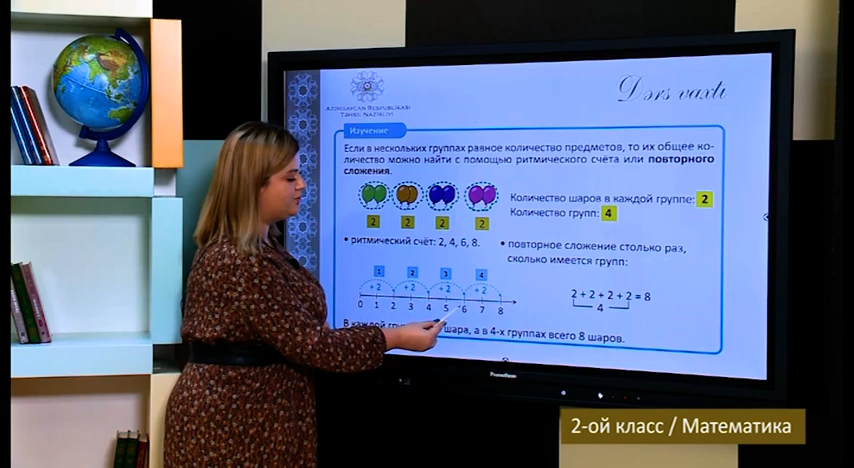 Dərs vaxtı
AZƏRBAYCAN RESPUBLİKASI
TƏHSİL NAZİRLİYİ
Изучение
Если в нескольких группах равное количество предметов, то их общее ко-
личество можно найти с помощью ритмического счёта или повторного
сложения.
2 2 2 2
Количество шаров в каждой группе: 2
Количество групп: 4
• ритмический счёт: 2, 4, 6, 8.
• повторное сложение столько раз,
сколько имеется групп:
1 2 3 4
+ 2 + 2 + 2 + 2
0 1 2 3 4 5 6 7 8
2 + 2 + 2 + 2 = 8
4
В каждой шара, а в 4-х группах всего 8 шаров.
Promethean
2-ой класс / Математика